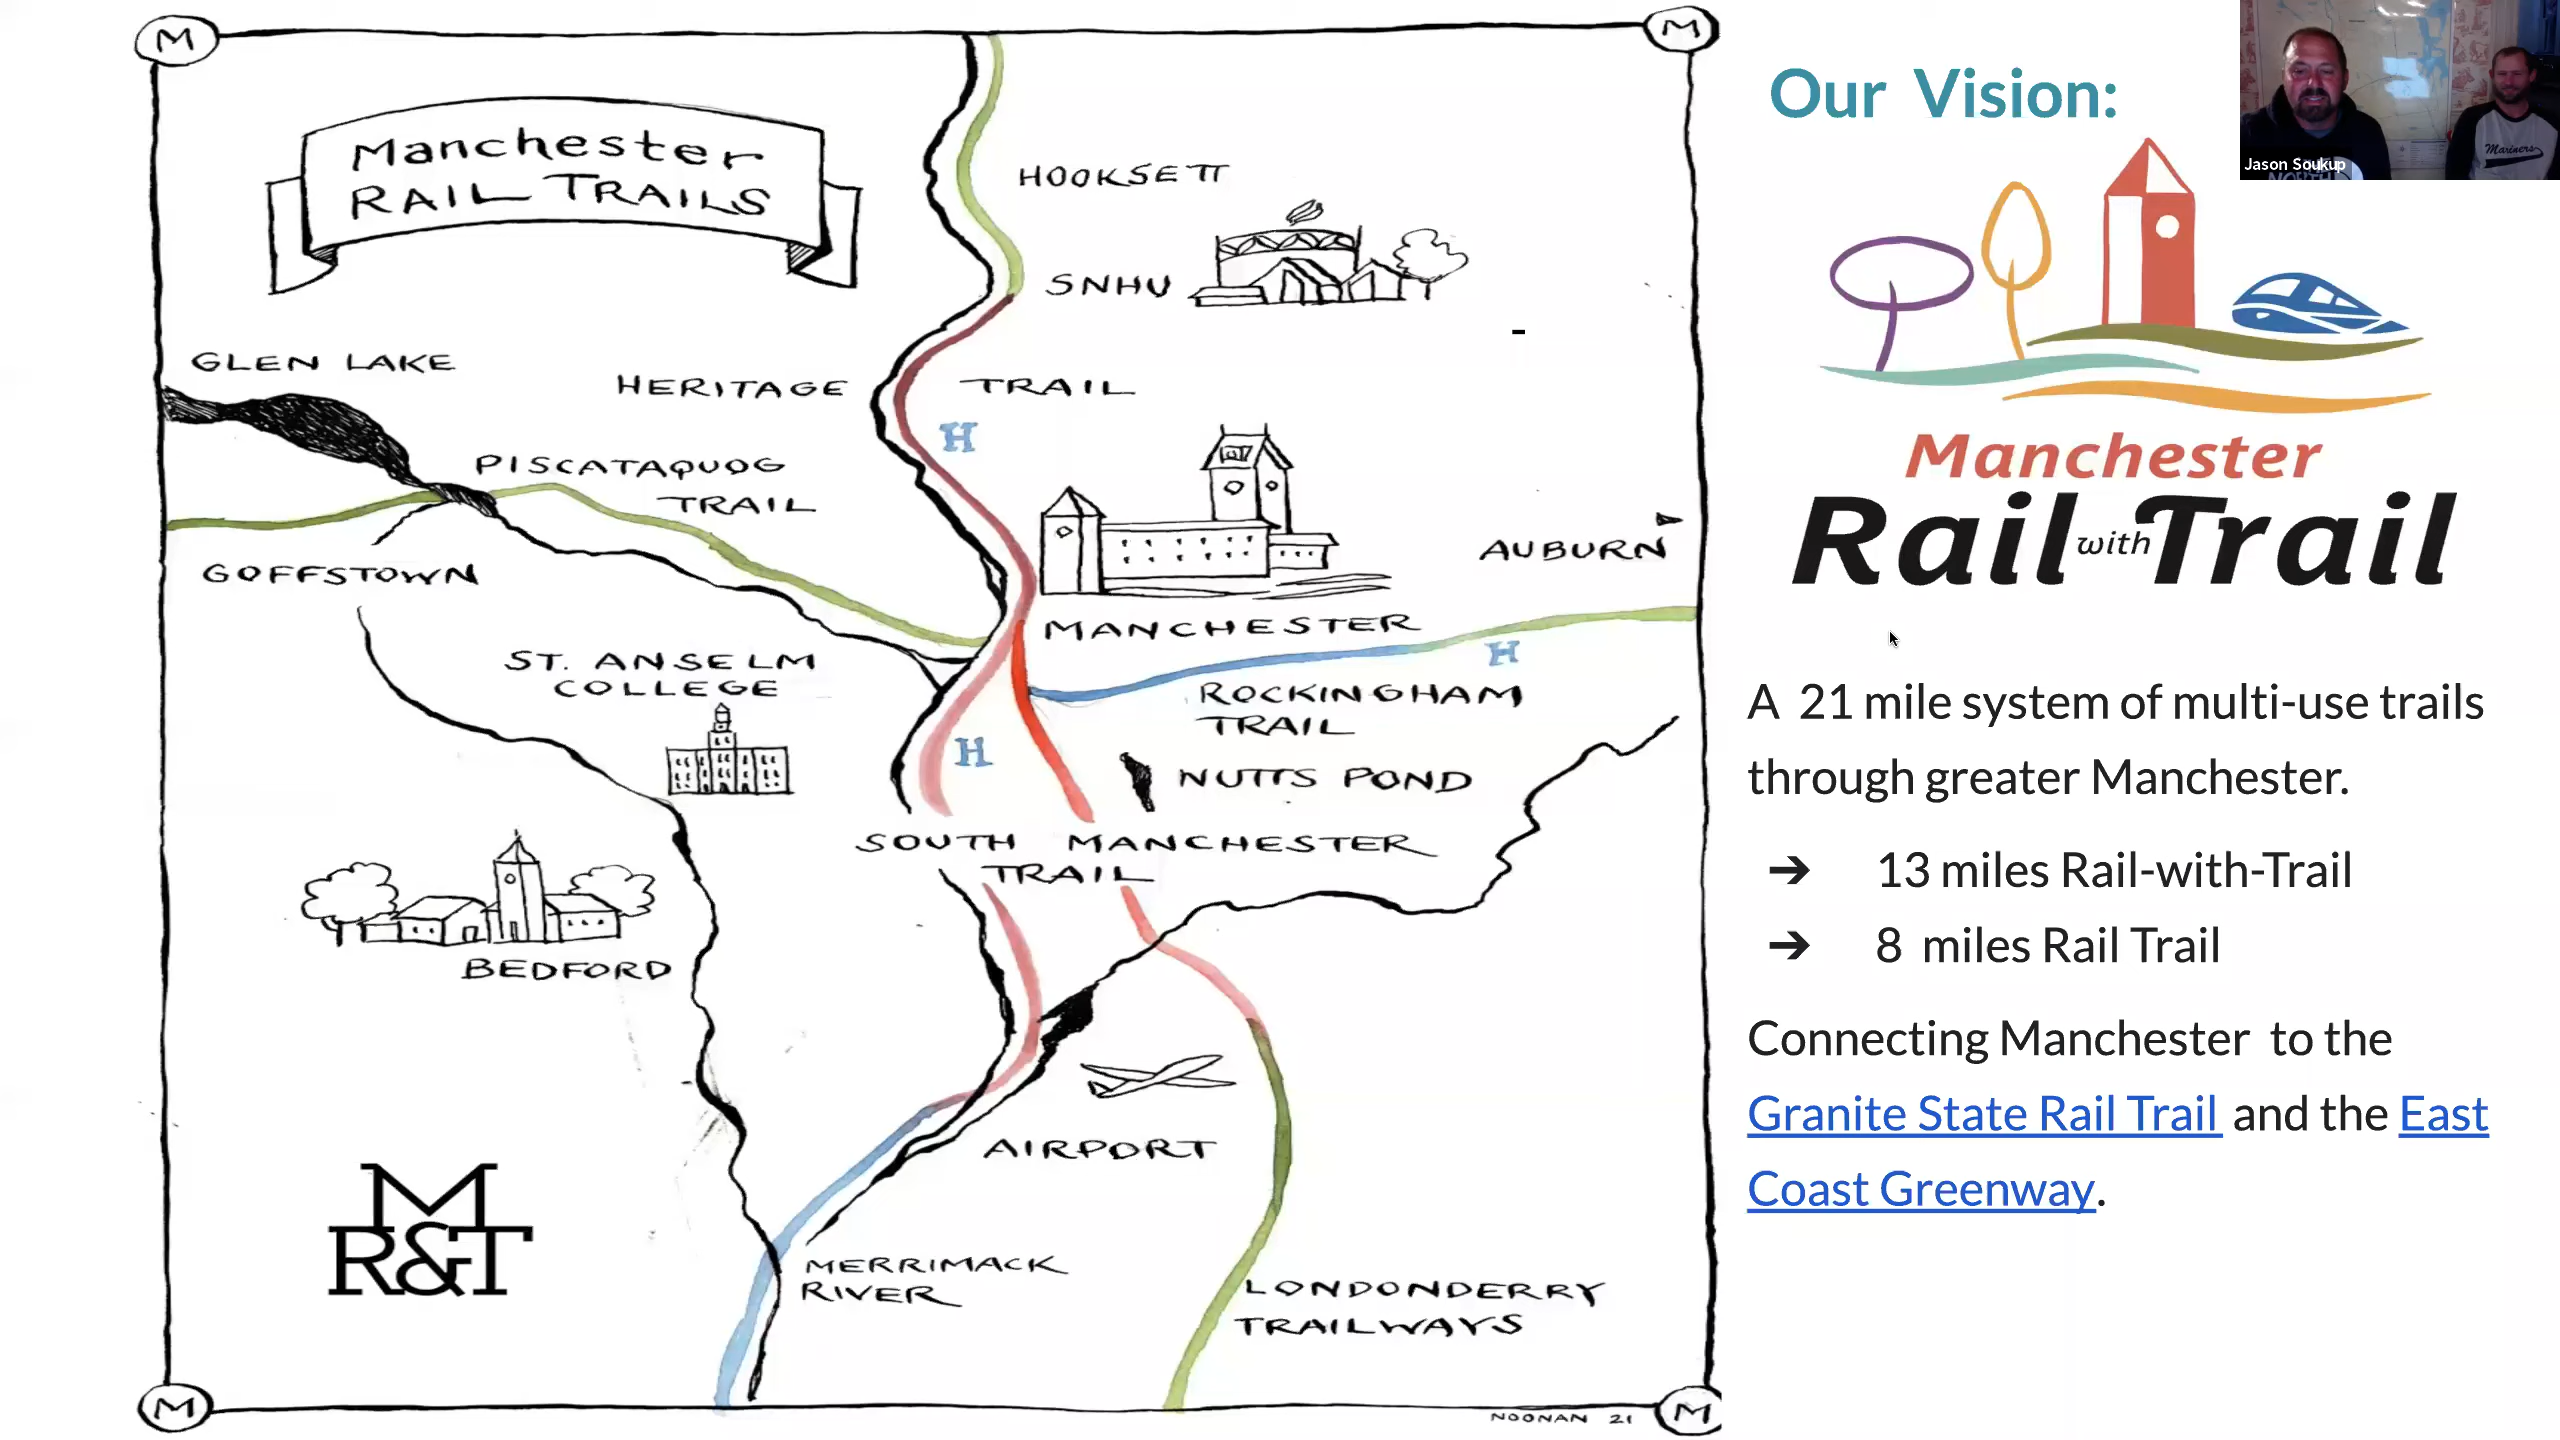 M
M
Manchester
RAIL TRAILS
HOOKSETT
SNHU
GLEN LAKE
HERITAGE TRAIL
H
PISCATAQUOG
TRAIL
AUBURN
GOFFSTOWN
MANCHESTER
H
ST. ANSELM
COLLEGE
ROCKINGHAM
TRAIL
H
NUTTS POND
SOUTH MANCHESTER
TRAIL
BEDFORD
AIRPORT
M
R&T
MERRIMACK
RIVER
LONDONDERRY
TRAILWAYS
M
NOONAN 21
M
Our Vision:
Jason Soukup
Mariners
NORTH
Manchester
Rail with Trail
A 21 mile system of multi-use trails
through greater Manchester.
➔ 13 miles Rail-with-Trail
➔ 8 miles Rail Trail
Connecting Manchester to the
Granite State Rail Trail and the East
Coast Greenway.